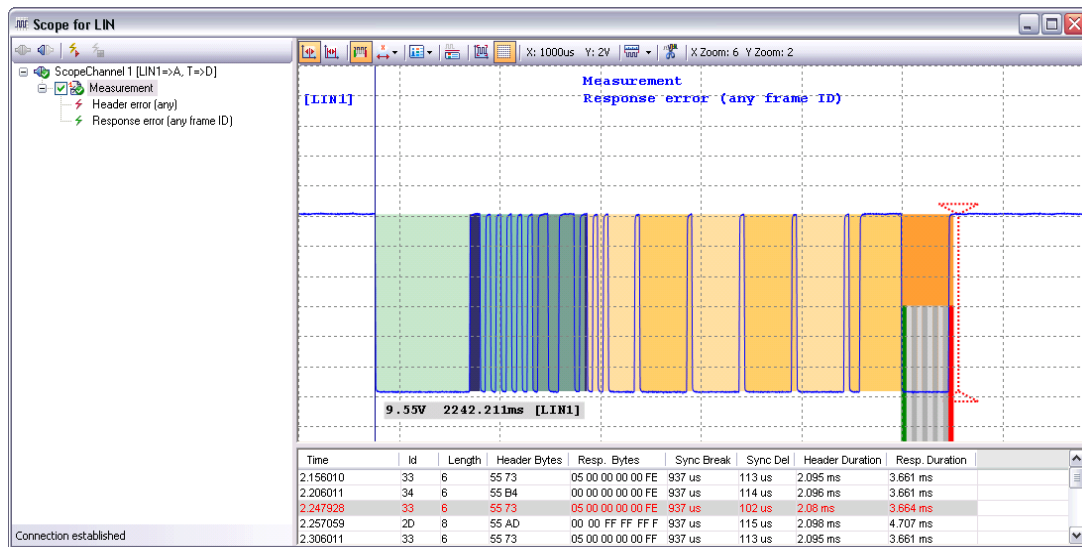 Scope for LIN
X: 1000us Y: 2V X Zoom: 6 Y Zoom: 2
ScopeChannel 1 [LIN1=>A, T=>D]
Measurement
Header error (any)
Response error (any frame ID)
Connection established
Measurement
[LIN1] Response error (any frame ID)
9.55V 2242.211ms [LIN1]
Time Id Length Header Bytes Resp. Bytes Sync Break Sync Del Header Duration Resp. Duration
2.156010 33 6 55 73 05 00 00 00 00 FE 937 us 113 us 2.095 ms 3.661 ms
2.206011 34 6 55 B4 00 00 00 00 00 FE 937 us 114 us 2.096 ms 3.661 ms
2.247928 33 6 55 73 05 00 00 00 00 FE 937 us 102 us 2.08 ms 3.664 ms
2.257059 2D 8 55 AD 00 00 FF FF FF F 937 us 115 us 2.098 ms 4.707 ms
2.306011 33 6 55 73 05 00 00 00 00 FE 937 us 113 us 2.095 ms 3.661 ms